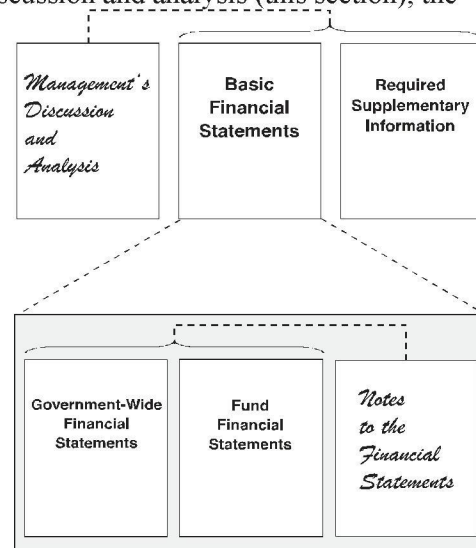 scussion and analysis (this section), the
Management's
Discussion
and
Analysis
Basic
Financial
Statements
Required
Supplementary
Information
Government-Wide
Financial
Statements
Fund
Financial
Statements
Notes
to the
Financial
Statements